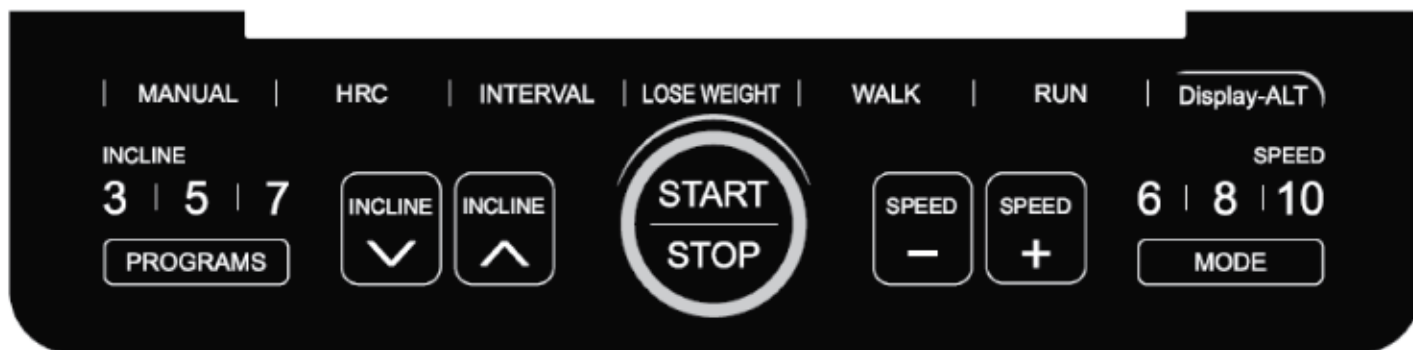 MANUAL | HRC | INTERVAL | LOSE WEIGHT | WALK | RUN | Display-ALT
INCLINE
3 | 5 | 7
PROGRAMS
INCLINE
INCLINE
START
STOP
SPEED
−
SPEED
+
SPEED
6 | 8 | 10
MODE